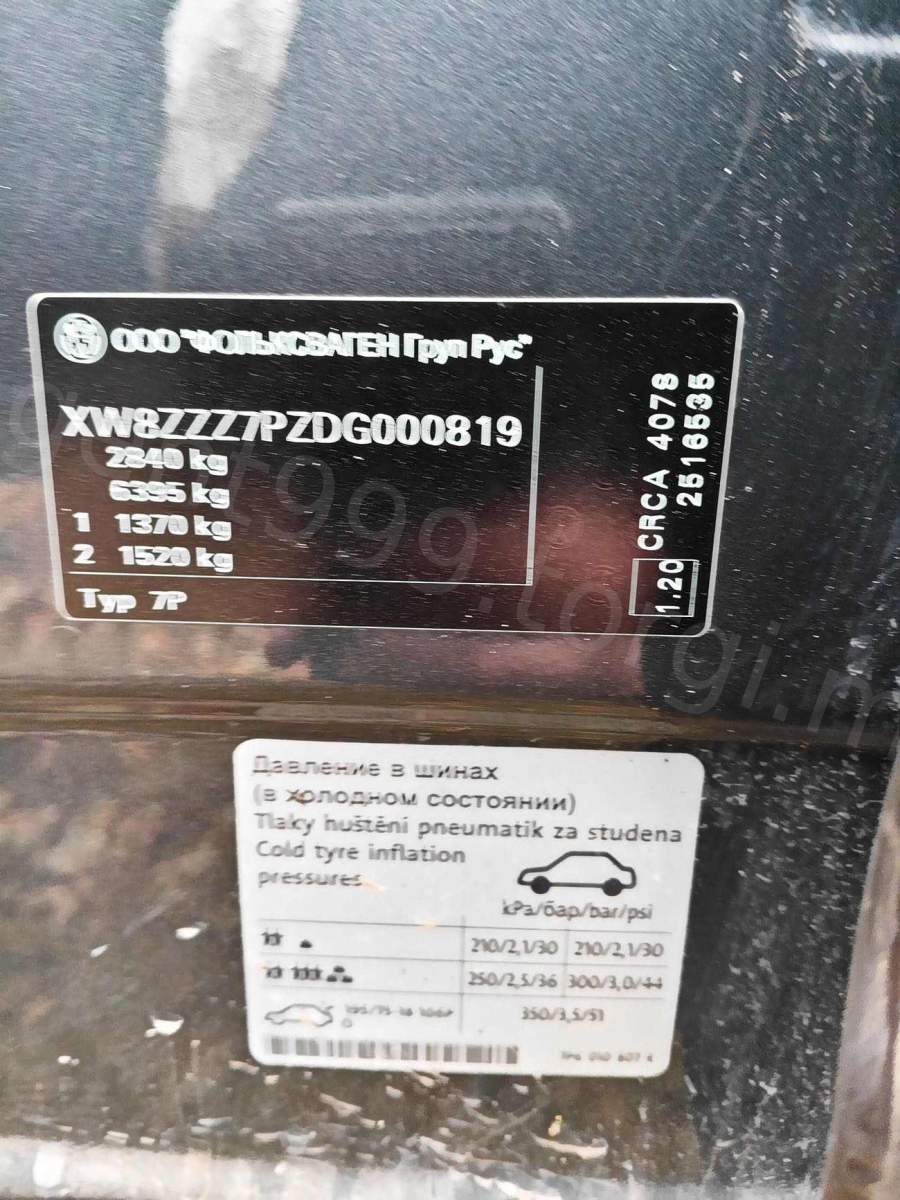 ООО "ФОЛЬКСВАГЕН Груп Рус"
XW8ZZZ7PZDG000819
2840 kg
6395 kg
1 1370 kg
2 1520 kg
Typ 7P
1.20 CRCA 4078
2516535
Давление в шинах
(в холодном состоянии)
Tlaky huštění pneumatik za studena
Cold tyre inflation
pressures
kPa/бар/bar/psi
210/2,1/30 210/2,1/30
250/2,5/36 300/3,0/44
350/3,5/51